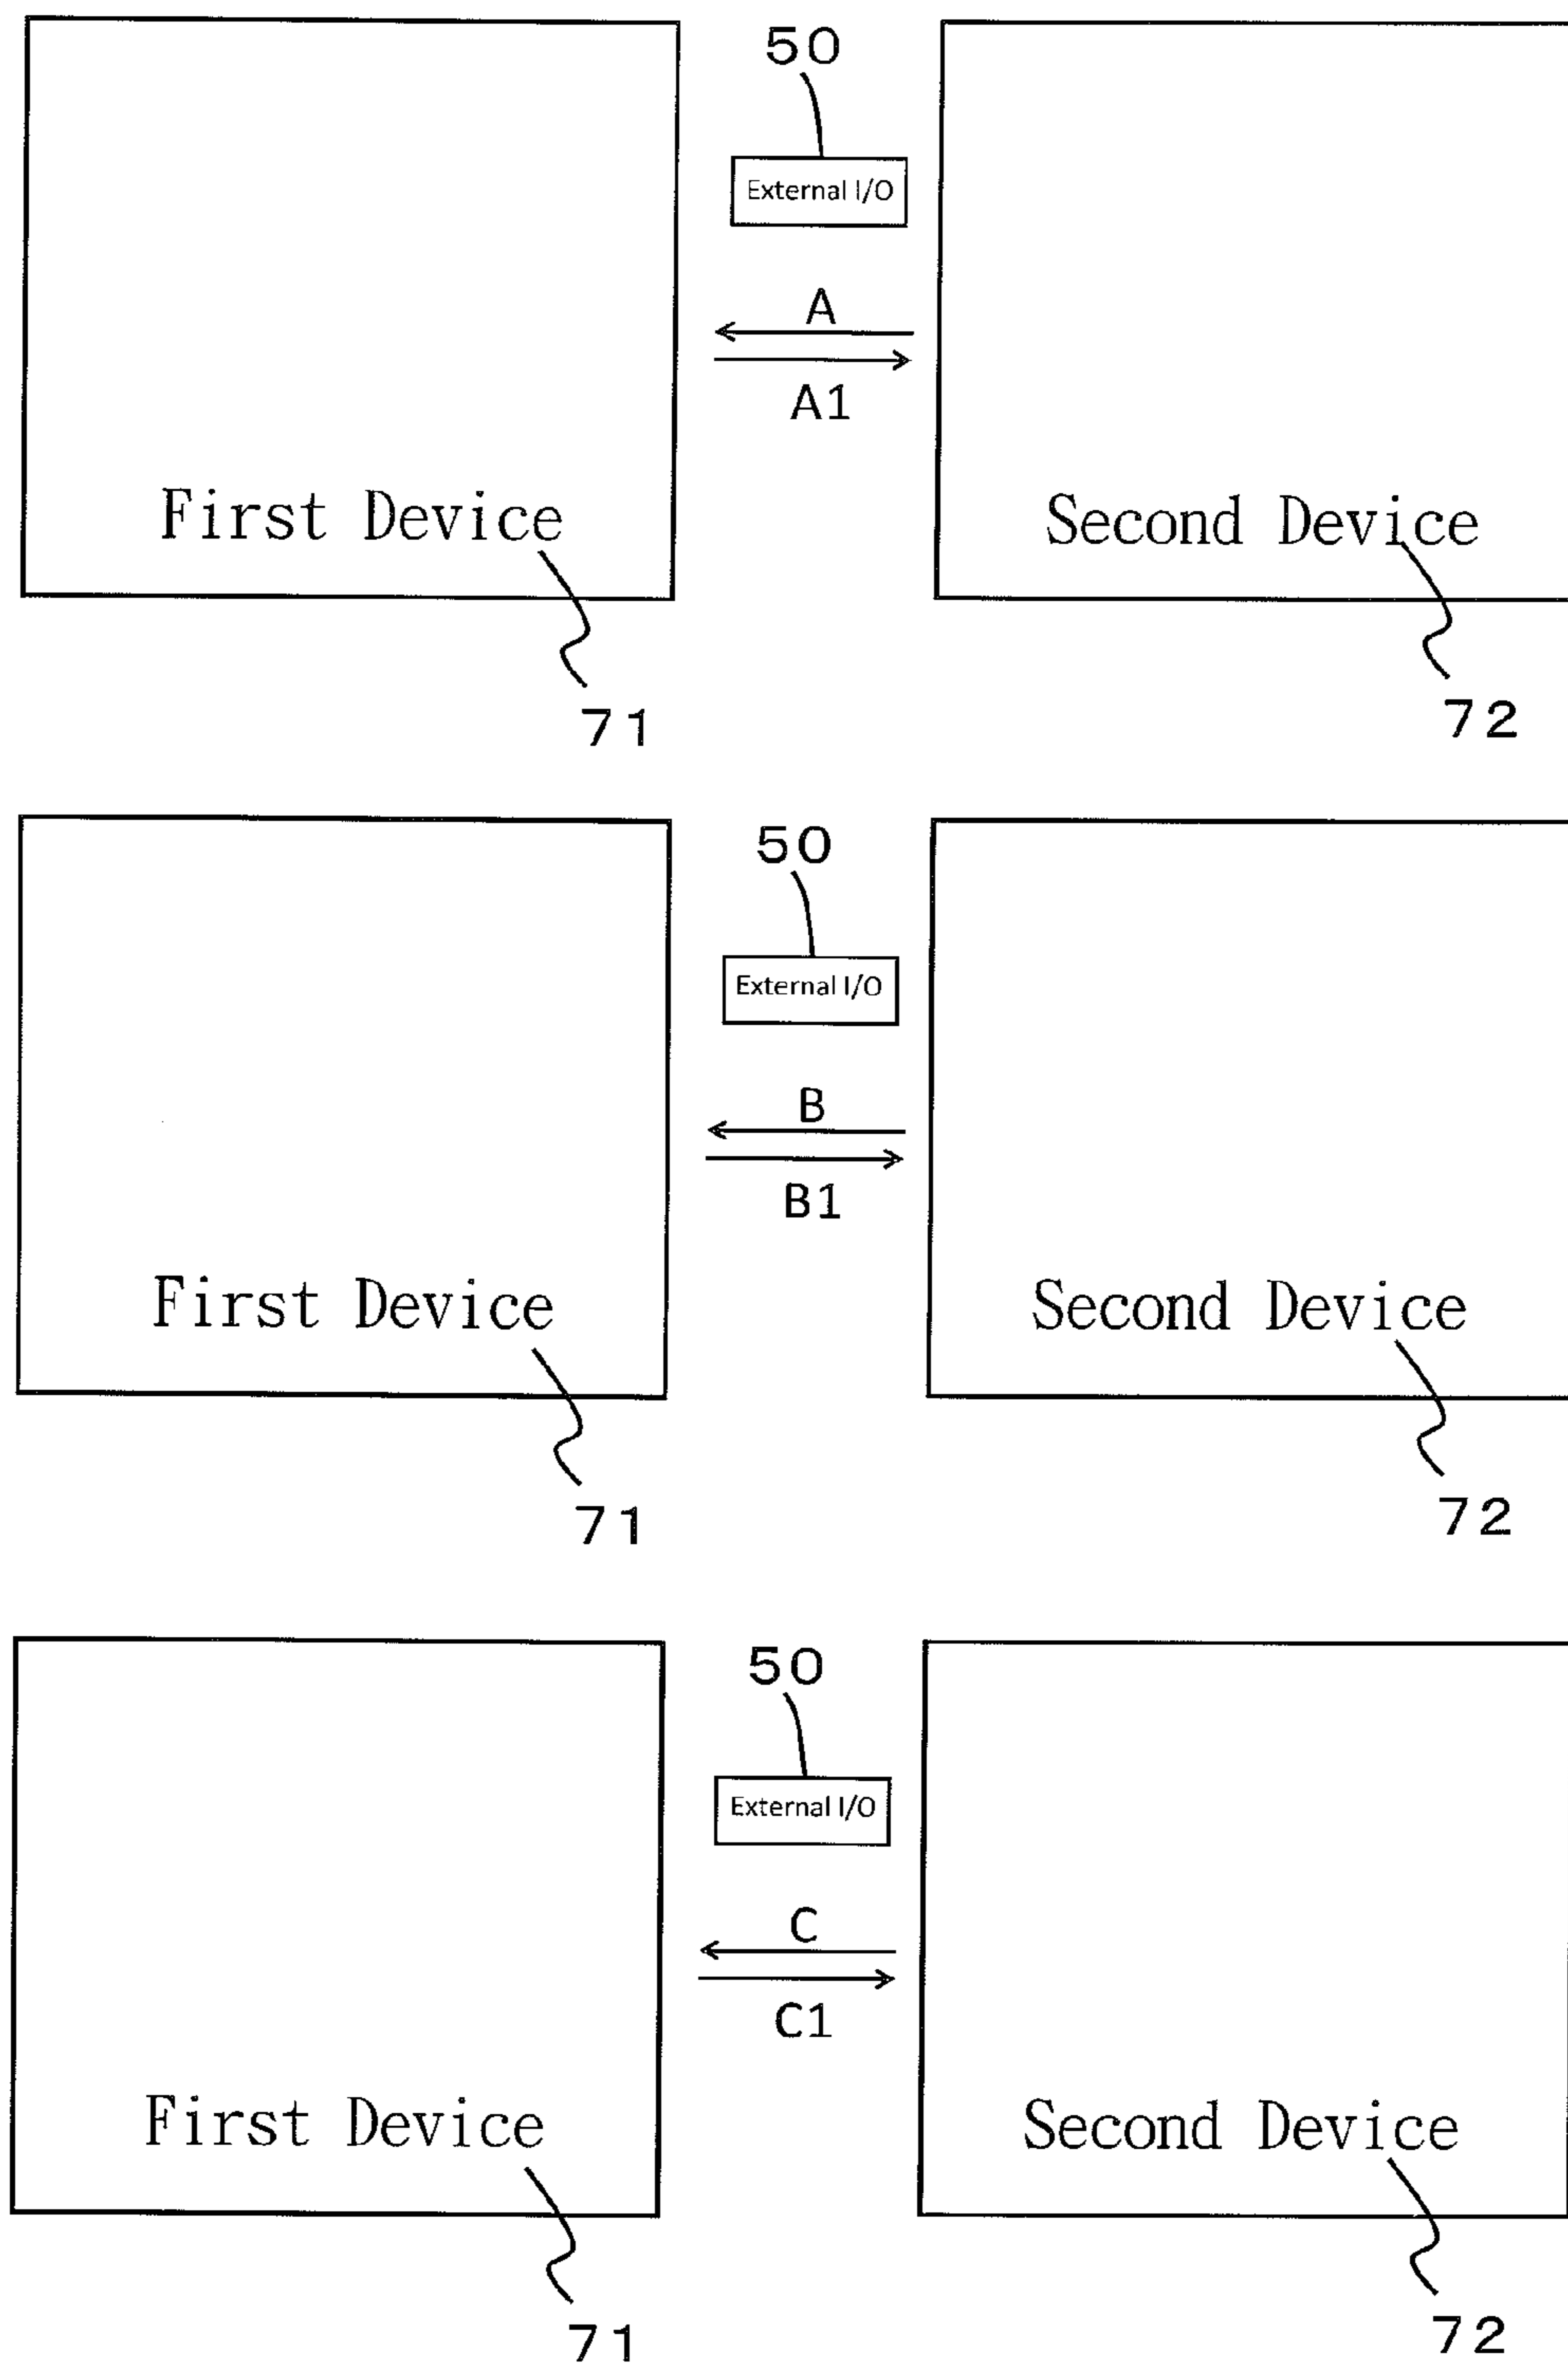 50
External I/O
A
A1
First Device
Second Device
71
72
50
External I/O
B
B1
First Device
Second Device
71
72
50
External I/O
C
C1
First Device
Second Device
71
72